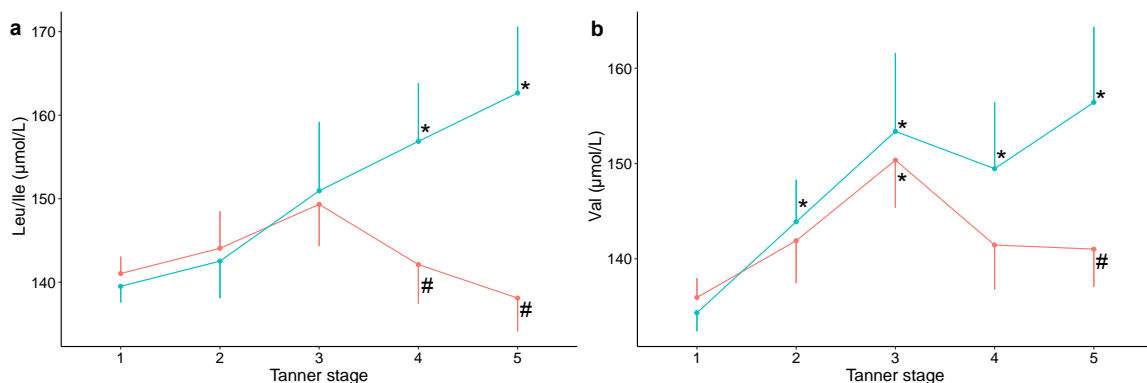 a
Leu/Ile (µmol/L)
170
160
150
140
*
*
#
#
1 2 3 4 5
Tanner stage
b
Val (µmol/L)
160
150
140
*
*
*
*
*
#
1 2 3 4 5
Tanner stage